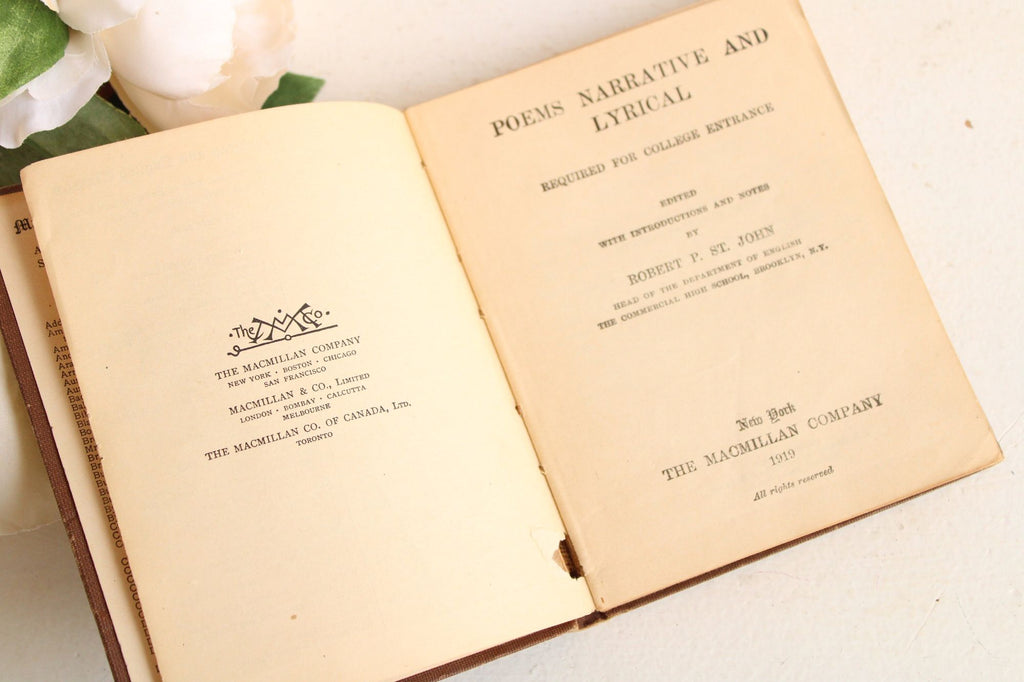 The MCo.
THE MACMILLAN COMPANY
NEW YORK · BOSTON · CHICAGO
SAN FRANCISCO
MACMILLAN & CO., LIMITED
LONDON · BOMBAY · CALCUTTA
MELBOURNE
THE MACMILLAN CO. OF CANADA, LTD.
TORONTO
POEMS NARRATIVE AND
LYRICAL
REQUIRED FOR COLLEGE ENTRANCE
EDITED
WITH INTRODUCTIONS AND NOTES
BY
ROBERT P. ST. JOHN
HEAD OF THE DEPARTMENT OF ENGLISH
THE COMMERCIAL HIGH SCHOOL, BROOKLYN, N.Y.
New York
THE MACMILLAN COMPANY
1919
All rights reserved